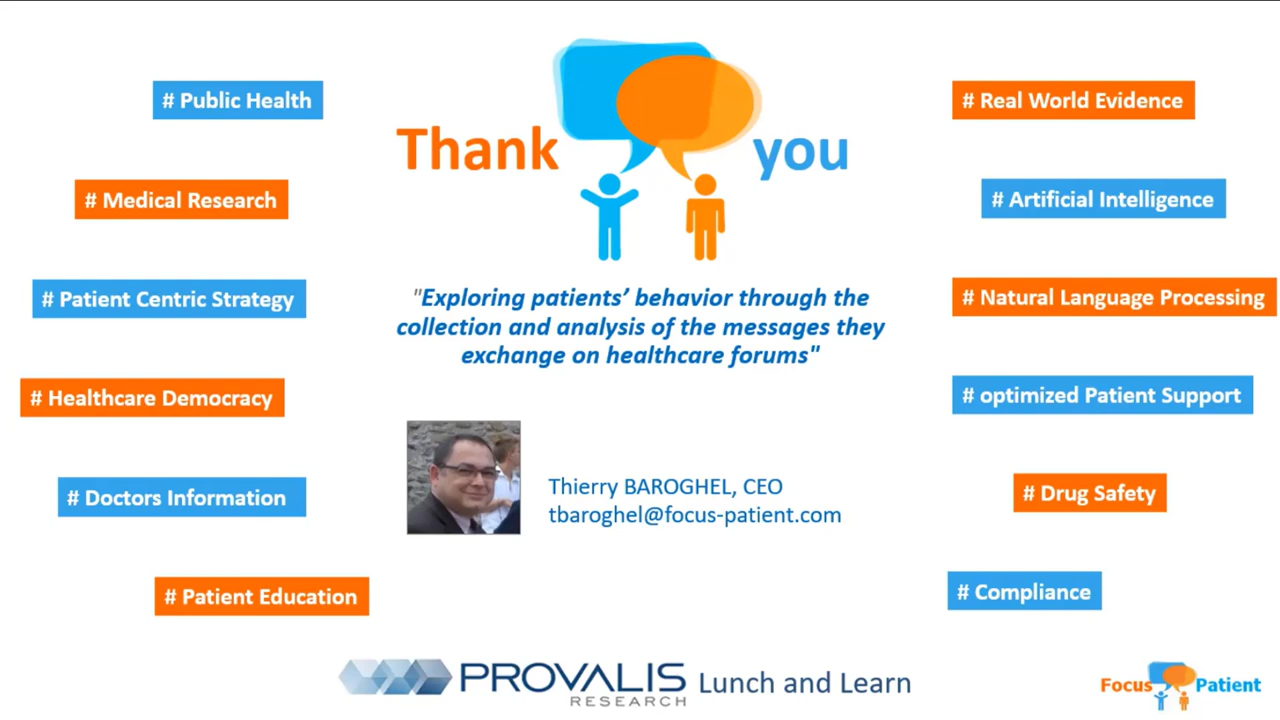 # Public Health
# Medical Research
# Patient Centric Strategy
# Healthcare Democracy
# Doctors Information
# Patient Education
Thank you
"Exploring patients’ behavior through the
collection and analysis of the messages they
exchange on healthcare forums"
Thierry BAROGHEL, CEO
tbaroghel@focus-patient.com
# Real World Evidence
# Artificial Intelligence
# Natural Language Processing
# optimized Patient Support
# Drug Safety
# Compliance
PROVALIS
RESEARCH
Lunch and Learn
Focus Patient